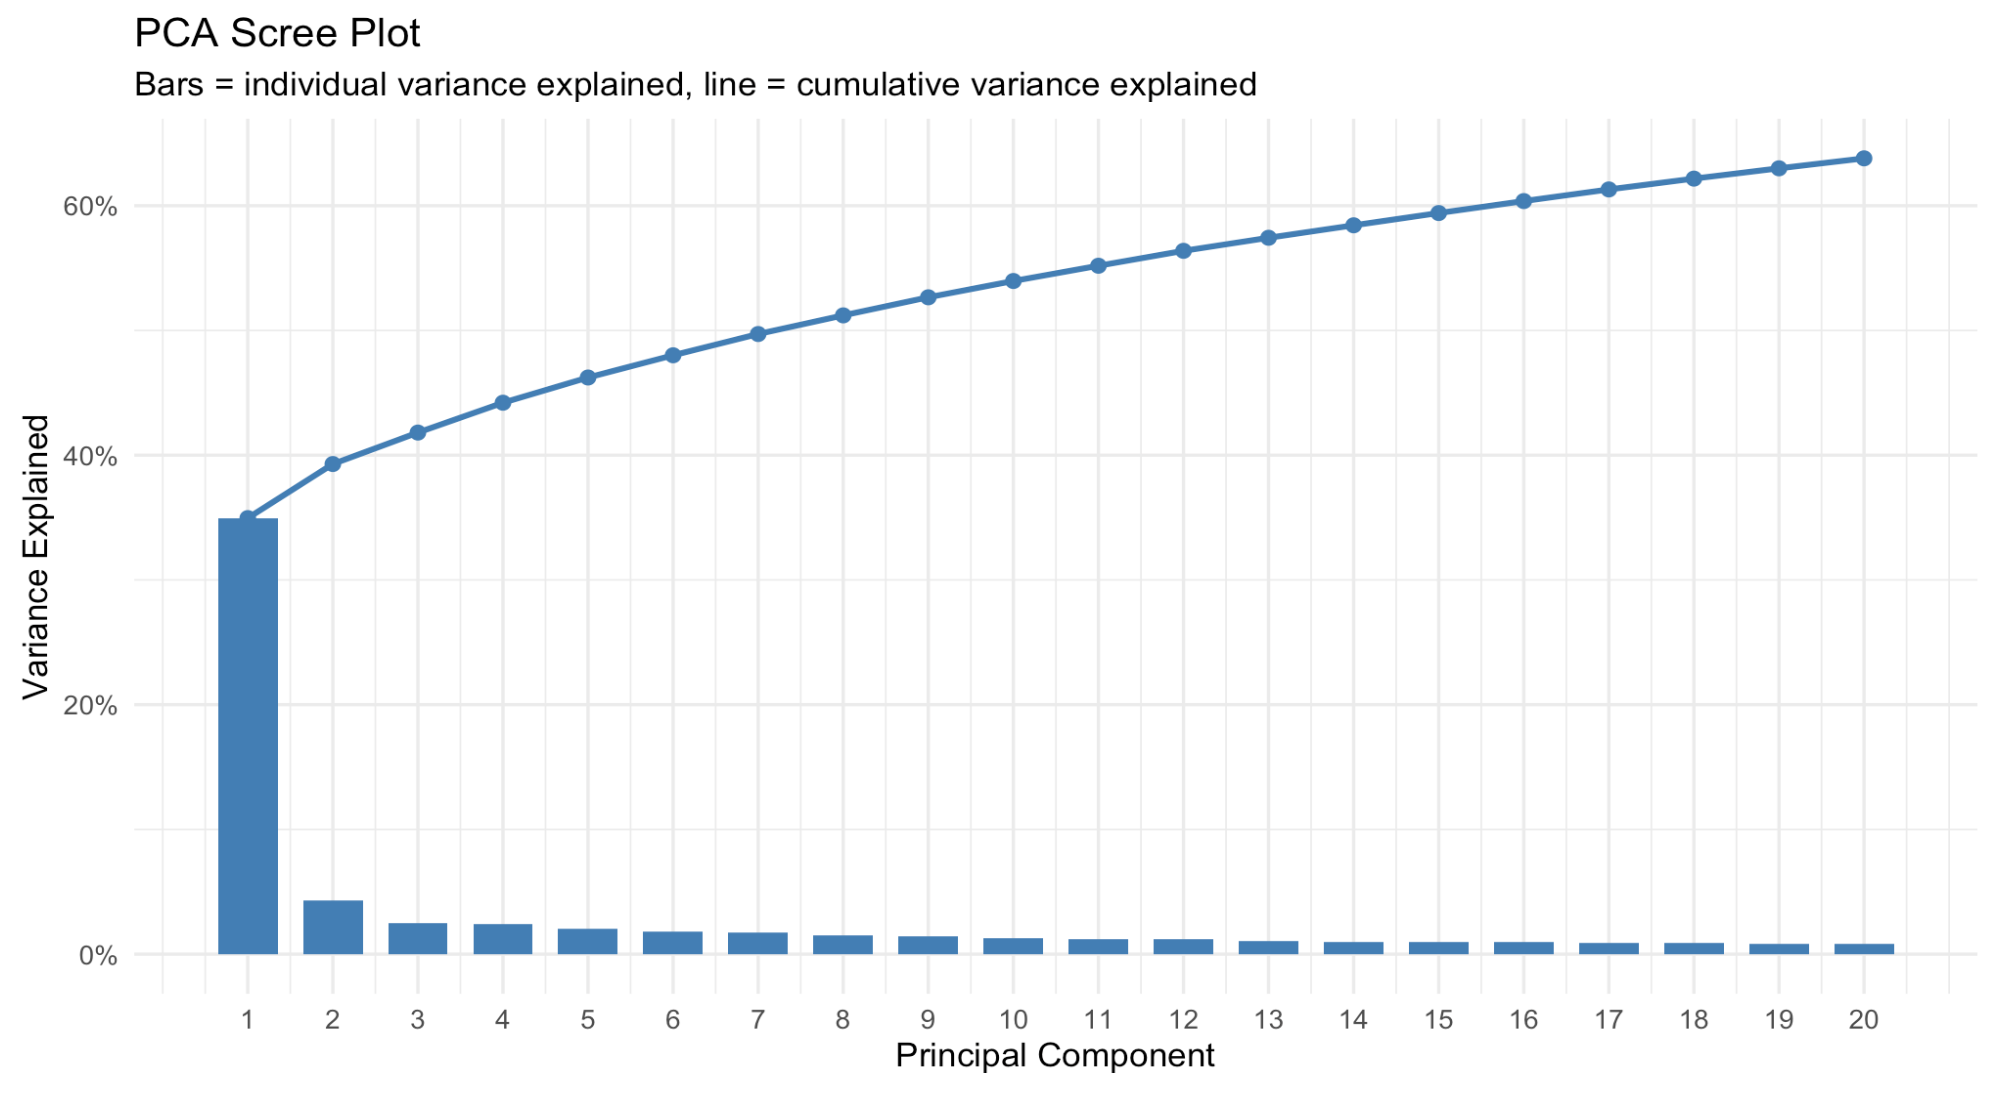 PCA Scree Plot
Bars = individual variance explained, line = cumulative variance explained
Variance Explained
60%
40%
20%
0%
1 2 3 4 5 6 7 8 9 10 11 12 13 14 15 16 17 18 19 20
Principal Component